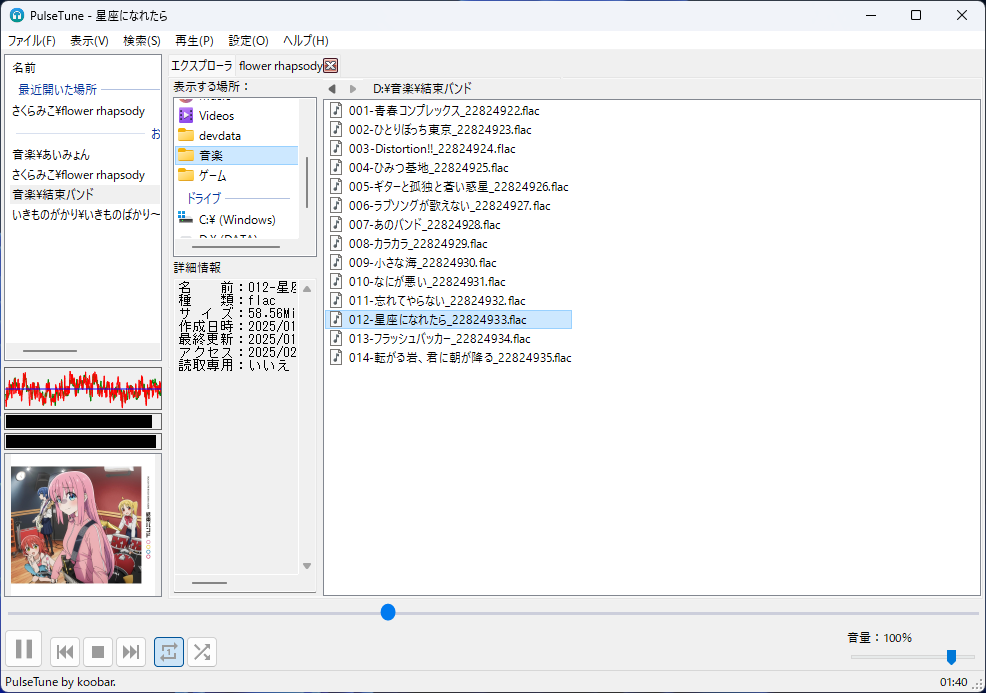 PulseTune - 星座になれたら
ファイル(F) 表示(V) 検索(S) 再生(P) 設定(O) ヘルプ(H)
名前
最近開いた場所
さくらみこ¥flower rhapsody
お
音楽¥あいみょん
さくらみこ¥flower rhapsody
音楽¥結束バンド
いきものがかり¥いきものばかり～
エクスプローラ flower rhapsody
表示する場所：
Videos
devdata
音楽
ゲーム
ドライブ
C:¥ (Windows)
D:¥ (DATA)
詳細情報
名　前：012-星座
種　類：flac
サ イ ズ：58.56Mi
作成日時：2025/01
最終更新：2025/01
アクセス：2025/02
読取専用：いいえ
D:¥音楽¥結束バンド
001-青春コンプレックス_22824922.flac
002-ひとりぼっち東京_22824923.flac
003-Distortion!!_22824924.flac
004-ひみつ基地_22824925.flac
005-ギターと孤独と蒼い惑星_22824926.flac
006-ラブソングが歌えない_22824927.flac
007-あのバンド_22824928.flac
008-カラカラ_22824929.flac
009-小さな海_22824930.flac
010-なにが悪い_22824931.flac
011-忘れてやらない_22824932.flac
012-星座になれたら_22824933.flac
013-フラッシュバッカー_22824934.flac
014-転がる岩、君に朝が降る_22824935.flac
音量：100%
PulseTune by koobar.
01:40